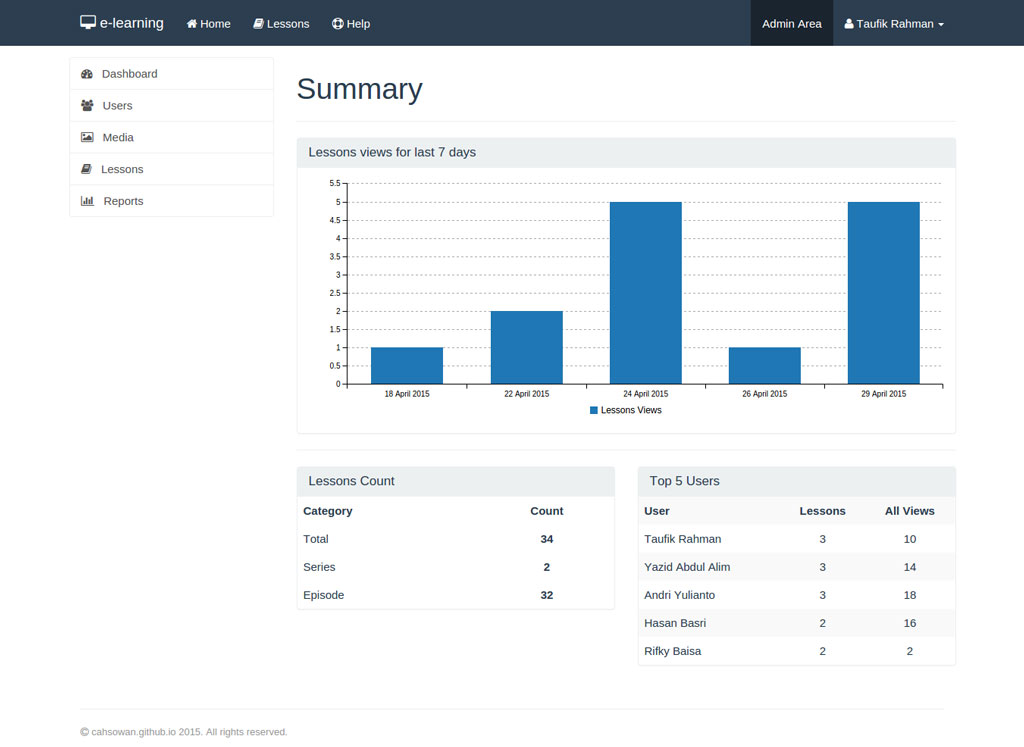 e-learning Home Lessons Help Admin Area Taufik Rahman
Dashboard
Users
Media
Lessons
Reports
Summary
Lessons views for last 7 days
5.5
5
4.5
4
3.5
3
2.5
2
1.5
1
0.5
0
18 April 2015 22 April 2015 24 April 2015 26 April 2015 29 April 2015
Lessons Views
Lessons Count
Category Count
Total 34
Series 2
Episode 32
Top 5 Users
User Lessons All Views
Taufik Rahman 3 10
Yazid Abdul Alim 3 14
Andri Yulianto 3 18
Hasan Basri 2 16
Rifky Baisa 2 2
© cahsowan.github.io 2015. All rights reserved.